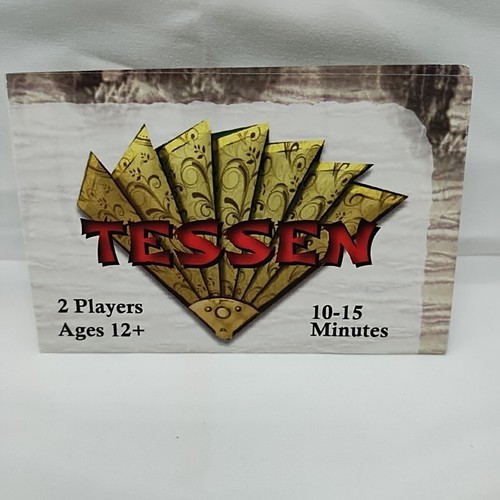 TESSEN
2 Players
Ages 12+
10-15
Minutes